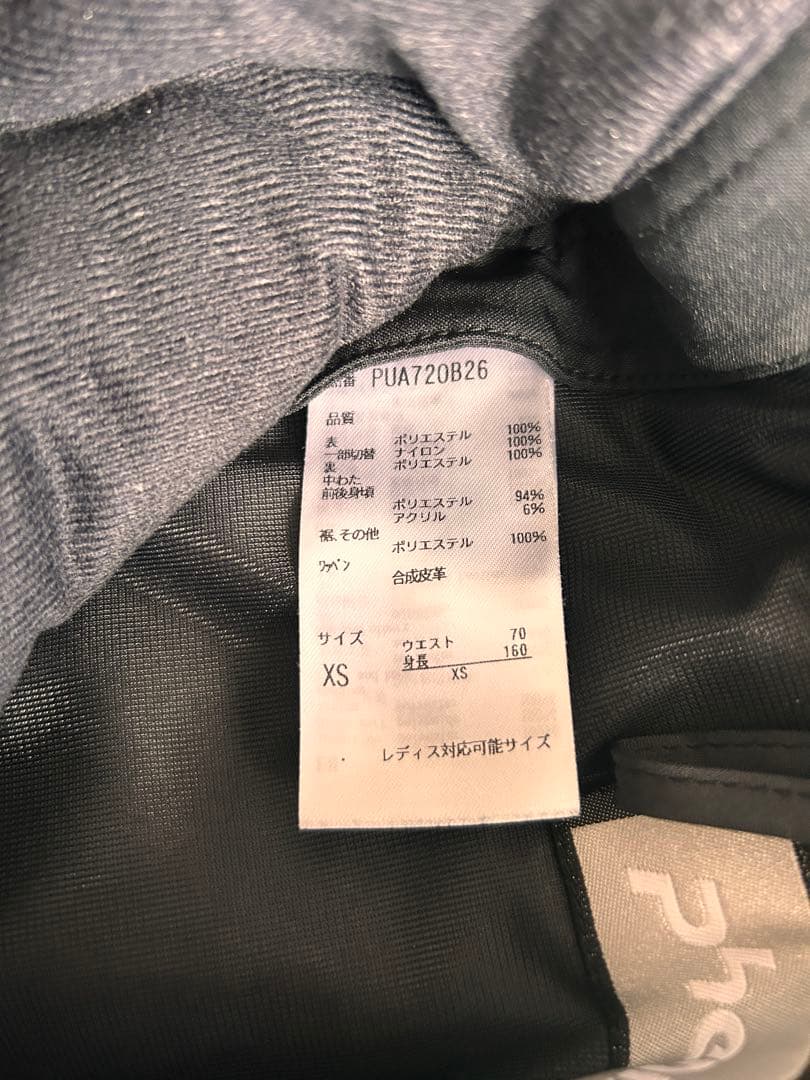 番 PUA720B26
品質
表 ポリエステル 100%
一部切替 ナイロン 100%
裏 ポリエステル 100%
中わた
前後身頃 ポリエステル 94%
アクリル 6%
裾、その他 ポリエステル 100%
ワッペン 合成皮革
サイズ ウエスト 70
身長 160
XS XS
レディス対応可能サイズ
phe